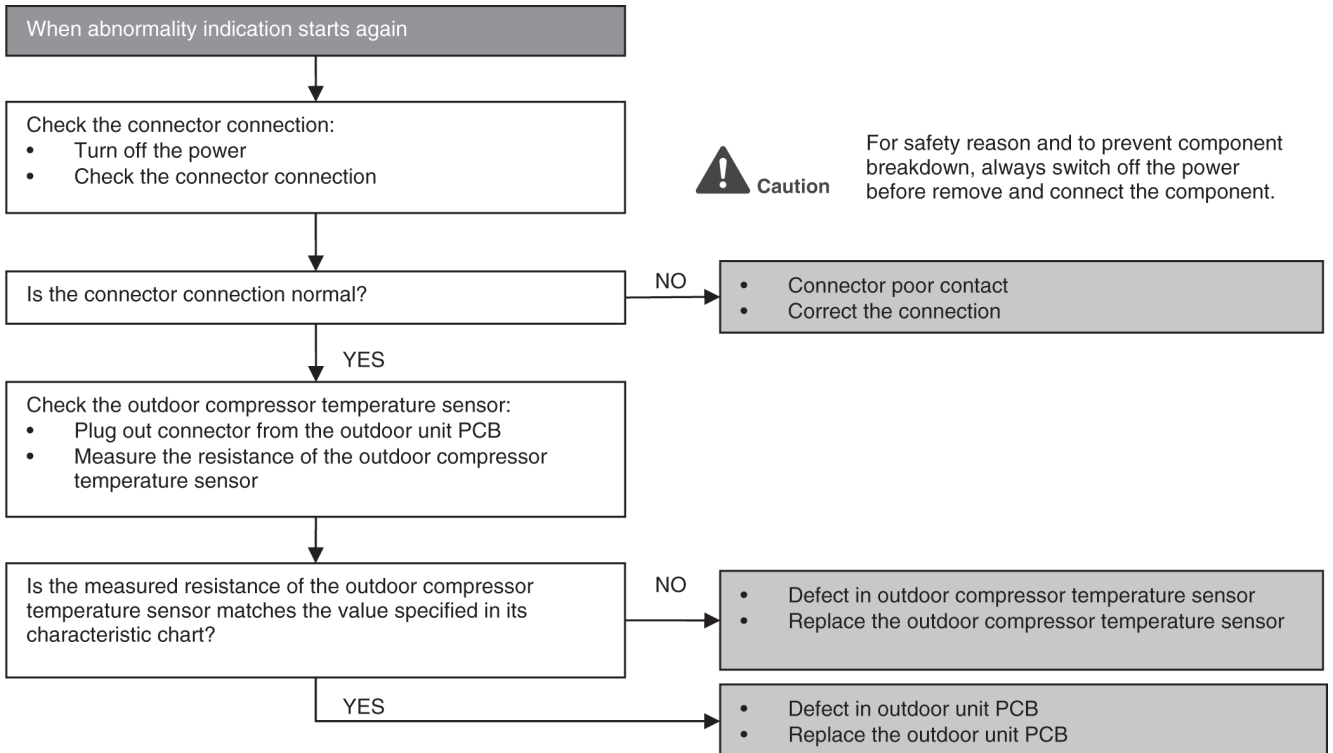 When abnormality indication starts again
Check the connector connection:
• Turn off the power
• Check the connector connection
For safety reason and to prevent component
breakdown, always switch off the power
before remove and connect the component.
Caution
Is the connector connection normal?
NO
• Connector poor contact
• Correct the connection
YES
Check the outdoor compressor temperature sensor:
• Plug out connector from the outdoor unit PCB
• Measure the resistance of the outdoor compressor
temperature sensor
Is the measured resistance of the outdoor compressor
temperature sensor matches the value specified in its
characteristic chart?
NO
• Defect in outdoor compressor temperature sensor
• Replace the outdoor compressor temperature sensor
YES
• Defect in outdoor unit PCB
• Replace the outdoor unit PCB